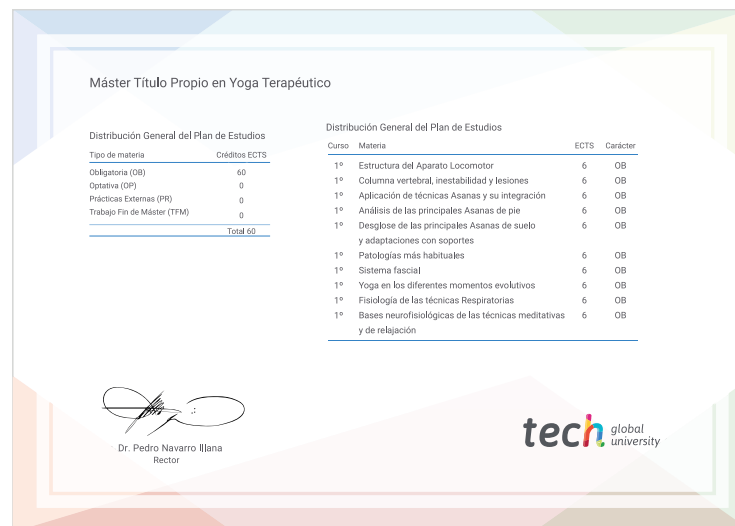 Máster Título Propio en Yoga Terapéutico
Distribución General del Plan de Estudios
Tipo de materia Créditos ECTS
Obligatoria (OB) 60
Optativa (OP) 0
Prácticas Externas (PR) 0
Trabajo Fin de Máster (TFM) 0
Total 60
Distribución General del Plan de Estudios
Curso Materia ECTS Carácter
1º Estructura del Aparato Locomotor 6 OB
1º Columna vertebral, inestabilidad y lesiones 6 OB
1º Aplicación de técnicas Asanas y su integración 6 OB
1º Análisis de las principales Asanas de pie 6 OB
1º Desglose de las principales Asanas de suelo 6 OB
y adaptaciones con soportes
1º Patologías más habituales 6 OB
1º Sistema fascial 6 OB
1º Yoga en los diferentes momentos evolutivos 6 OB
1º Fisiología de las técnicas Respiratorias 6 OB
1º Bases neurofisiológicas de las técnicas meditativas 6 OB
y de relajación
Dr. Pedro Navarro Illana
Rector
tech global
university